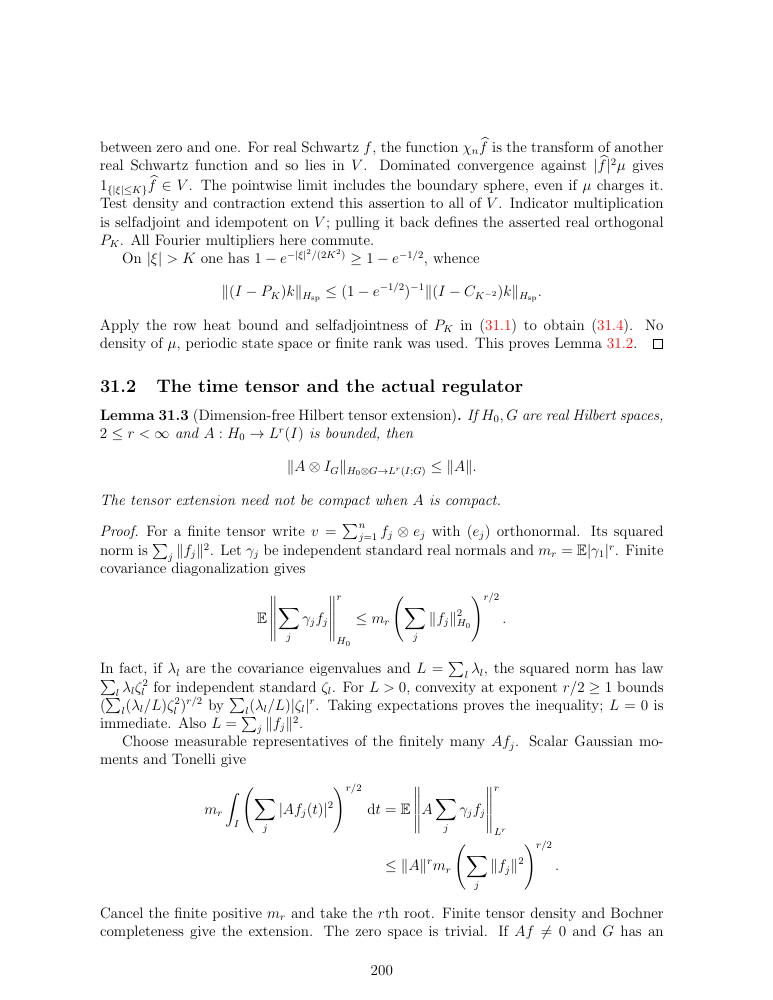 between zero and one. For real Schwartz f, the function χₙf̂ is the transform of another
real Schwartz function and so lies in V. Dominated convergence against |f̂|²μ gives
1_{|ξ|≤K} f̂ ∈ V. The pointwise limit includes the boundary sphere, even if μ charges it.
Test density and contraction extend this assertion to all of V. Indicator multiplication
is selfadjoint and idempotent on V; pulling it back defines the asserted real orthogonal
P_K. All Fourier multipliers here commute.
On |ξ| > K one has 1 − e^{−|ξ|²/(2K²)} ≥ 1 − e^{−1/2}, whence
‖(I − P_K)k‖_{H_sp} ≤ (1 − e^{−1/2})^{−1}‖(I − C_{K^{−2}})k‖_{H_sp}.
Apply the row heat bound and selfadjointness of P_K in (31.1) to obtain (31.4). No
density of μ, periodic state space or finite rank was used. This proves Lemma 31.2. □
31.2 The time tensor and the actual regulator
Lemma 31.3 (Dimension-free Hilbert tensor extension). If H₀, G are real Hilbert spaces,
2 ≤ r < ∞ and A : H₀ → L^r(I) is bounded, then
‖A ⊗ I_G‖_{H₀⊗G→L^r(I;G)} ≤ ‖A‖.
The tensor extension need not be compact when A is compact.
Proof. For a finite tensor write v = ∑_{j=1}^n f_j ⊗ e_j with (e_j) orthonormal. Its squared
norm is ∑_j ‖f_j‖². Let γ_j be independent standard real normals and m_r = 𝔼|γ₁|^r. Finite
covariance diagonalization gives
𝔼 ‖∑_j γ_j f_j‖^r_{H₀} ≤ m_r (∑_j ‖f_j‖²_{H₀})^{r/2}.
In fact, if λ_l are the covariance eigenvalues and L = ∑_l λ_l, the squared norm has law
∑_l λ_l ζ_l² for independent standard ζ_l. For L > 0, convexity at exponent r/2 ≥ 1 bounds
(∑_l(λ_l/L)ζ_l²)^{r/2} by ∑_l(λ_l/L)|ζ_l|^r. Taking expectations proves the inequality; L = 0 is
immediate. Also L = ∑_j ‖f_j‖².
Choose measurable representatives of the finitely many Af_j. Scalar Gaussian mo-
ments and Tonelli give
m_r ∫_I (∑_j |Af_j(t)|²)^{r/2} dt = 𝔼 ‖A ∑_j γ_j f_j‖^r_{L^r}
≤ ‖A‖^r m_r (∑_j ‖f_j‖²)^{r/2}.
Cancel the finite positive m_r and take the rth root. Finite tensor density and Bochner
completeness give the extension. The zero space is trivial. If Af ≠ 0 and G has an
200